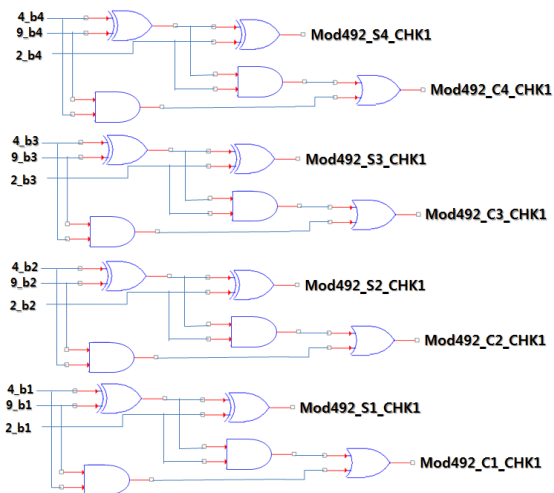 4_b4
9_b4
2_b4
Mod492_S4_CHK1
Mod492_C4_CHK1
4_b3
9_b3
2_b3
Mod492_S3_CHK1
Mod492_C3_CHK1
4_b2
9_b2
2_b2
Mod492_S2_CHK1
Mod492_C2_CHK1
4_b1
9_b1
2_b1
Mod492_S1_CHK1
Mod492_C1_CHK1